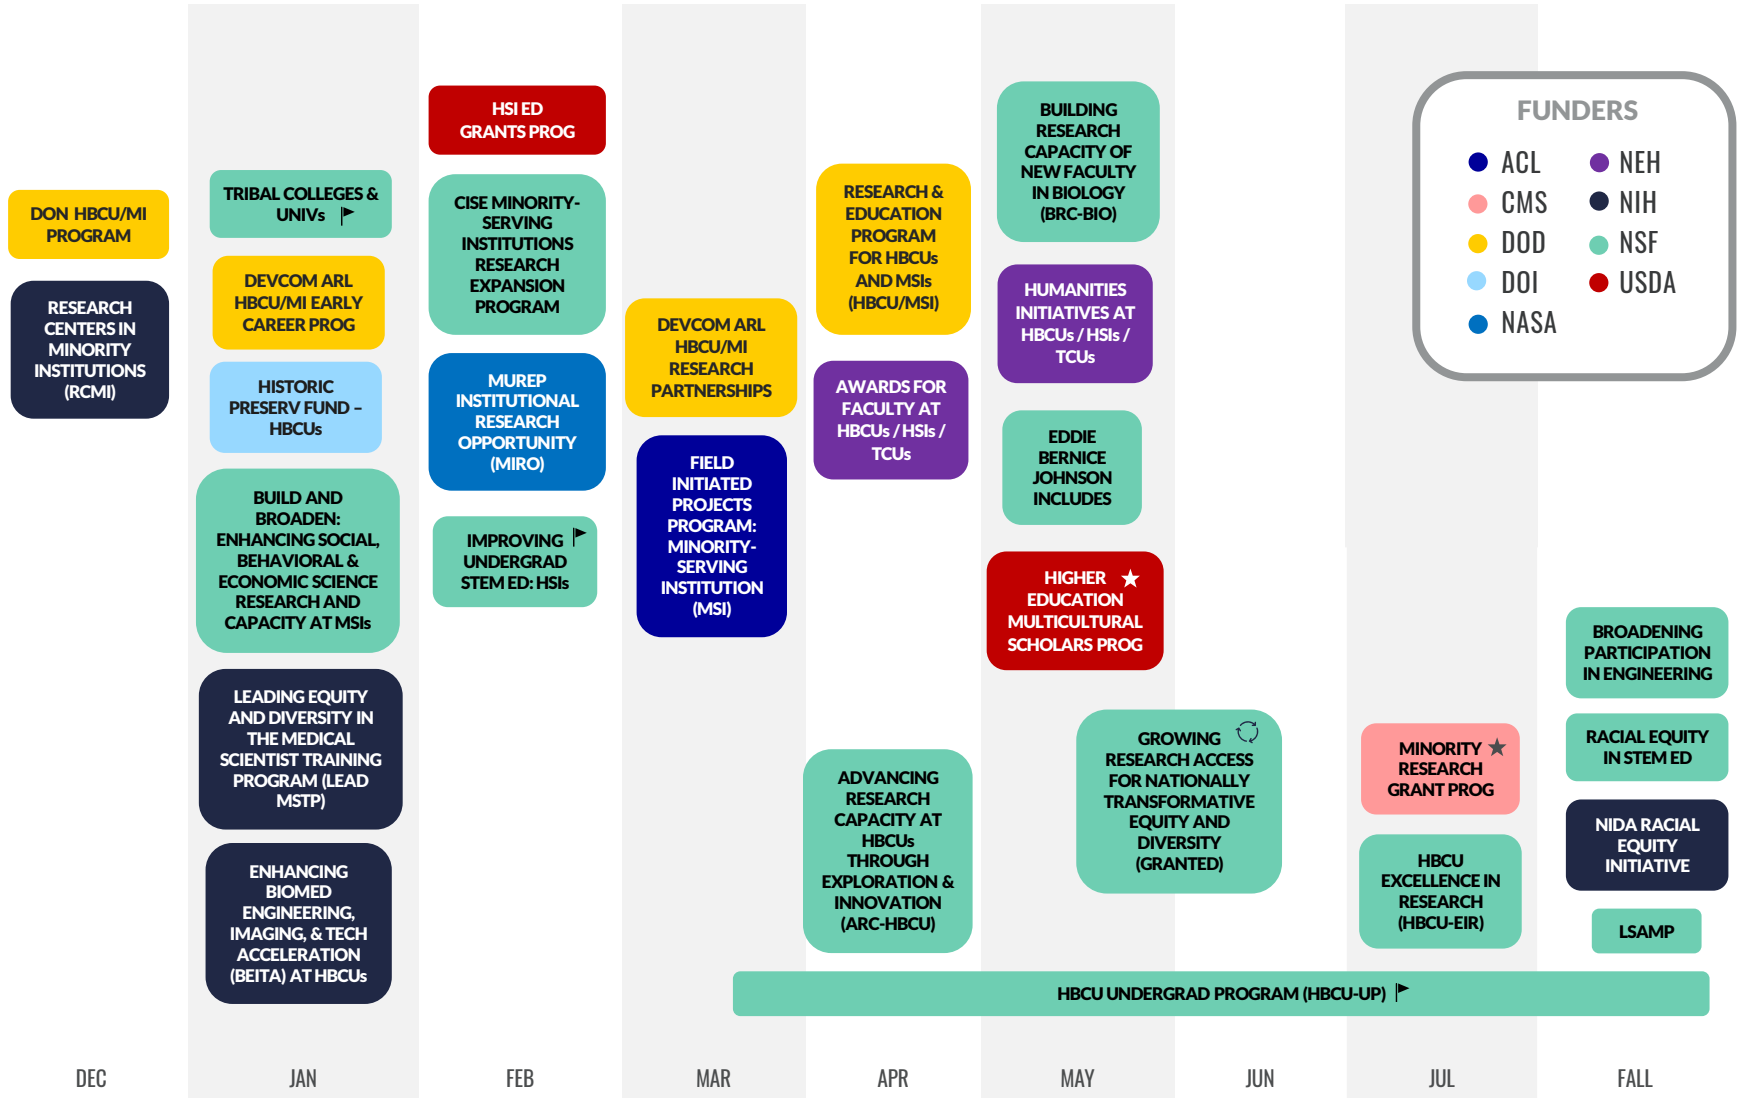 DON HBCU/MI
PROGRAM
RESEARCH
CENTERS IN
MINORITY
INSTITUTIONS
(RCMI)
TRIBAL COLLEGES &
UNIVs
DEVCOM ARL
HBCU/MI EARLY
CAREER PROG
HISTORIC
PRESERV FUND –
HBCUs
BUILD AND
BROADEN:
ENHANCING SOCIAL,
BEHAVIORAL &
ECONOMIC SCIENCE
RESEARCH AND
CAPACITY AT MSIs
LEADING EQUITY
AND DIVERSITY IN
THE MEDICAL
SCIENTIST TRAINING
PROGRAM (LEAD
MSTP)
ENHANCING
BIOMED
ENGINEERING,
IMAGING, & TECH
ACCELERATION
(BEITA) AT HBCUs
HSI ED
GRANTS PROG
CISE MINORITY-
SERVING
INSTITUTIONS
RESEARCH
EXPANSION
PROGRAM
MUREP
INSTITUTIONAL
RESEARCH
OPPORTUNITY
(MIRO)
IMPROVING
UNDERGRAD
STEM ED: HSIs
DEVCOM ARL
HBCU/MI
RESEARCH
PARTNERSHIPS
FIELD
INITIATED
PROJECTS
PROGRAM:
MINORITY-
SERVING
INSTITUTION
(MSI)
RESEARCH &
EDUCATION
PROGRAM
FOR HBCUs
AND MSIs
(HBCU/MSI)
AWARDS FOR
FACULTY AT
HBCUs / HSIs /
TCUs
ADVANCING
RESEARCH
CAPACITY AT
HBCUs
THROUGH
EXPLORATION &
INNOVATION
(ARC-HBCU)
BUILDING
RESEARCH
CAPACITY OF
NEW FACULTY
IN BIOLOGY
(BRC-BIO)
HUMANITIES
INITIATIVES AT
HBCUs / HSIs /
TCUs
EDDIE
BERNICE
JOHNSON
INCLUDES
HIGHER
EDUCATION
MULTICULTURAL
SCHOLARS PROG
GROWING
RESEARCH ACCESS
FOR NATIONALLY
TRANSFORMATIVE
EQUITY AND
DIVERSITY
(GRANTED)
FUNDERS
ACL
CMS
DOD
DOI
NASA
NEH
NIH
NSF
USDA
MINORITY
RESEARCH
GRANT PROG
HBCU
EXCELLENCE IN
RESEARCH
(HBCU-EIR)
BROADENING
PARTICIPATION
IN ENGINEERING
RACIAL EQUITY
IN STEM ED
NIDA RACIAL
EQUITY
INITIATIVE
LSAMP
HBCU UNDERGRAD PROGRAM (HBCU-UP)
DEC
JAN
FEB
MAR
APR
MAY
JUN
JUL
FALL